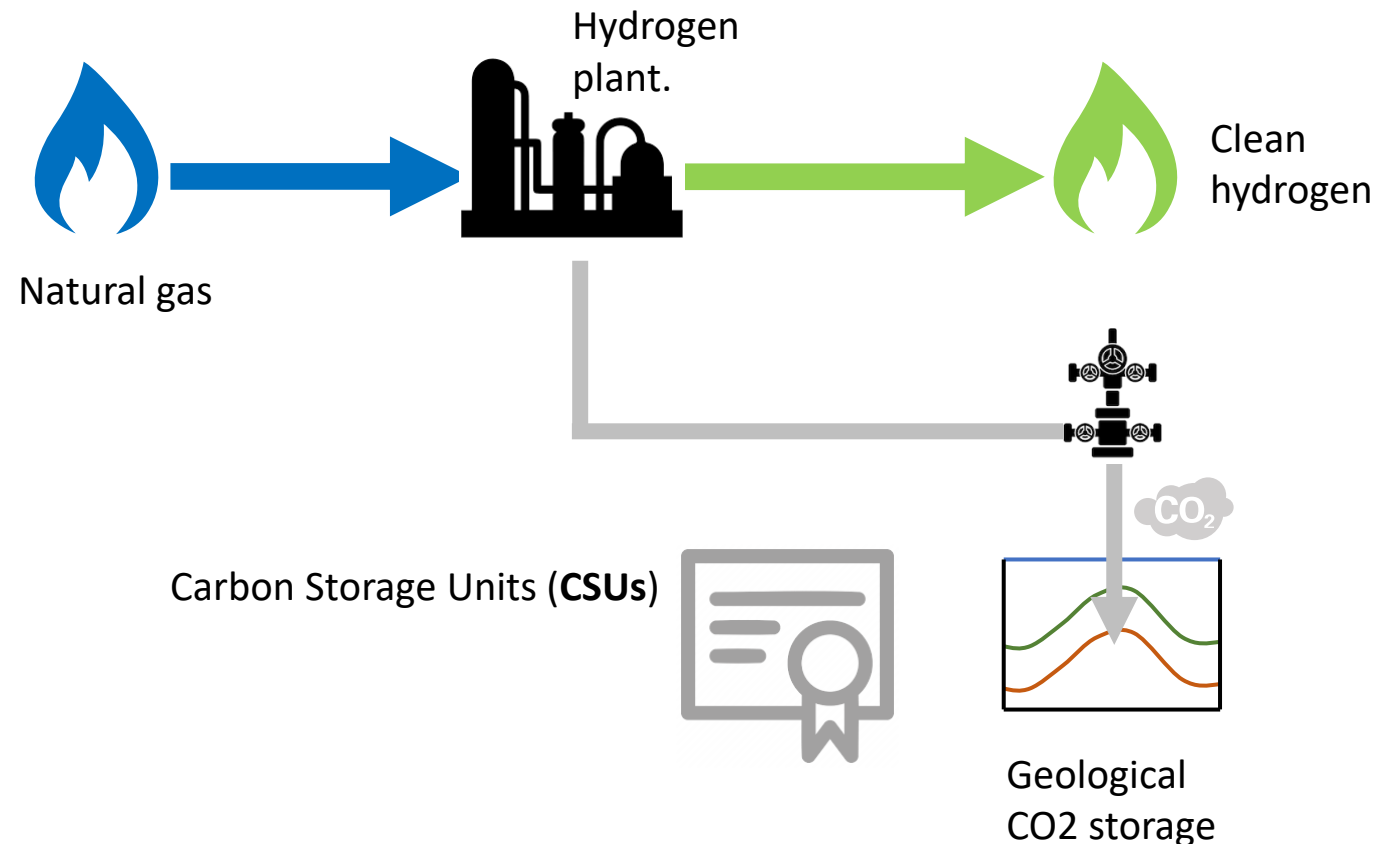 Hydrogen
plant.
Clean
hydrogen
Natural gas
CO₂
Carbon Storage Units (CSUs)
Geological
CO2 storage